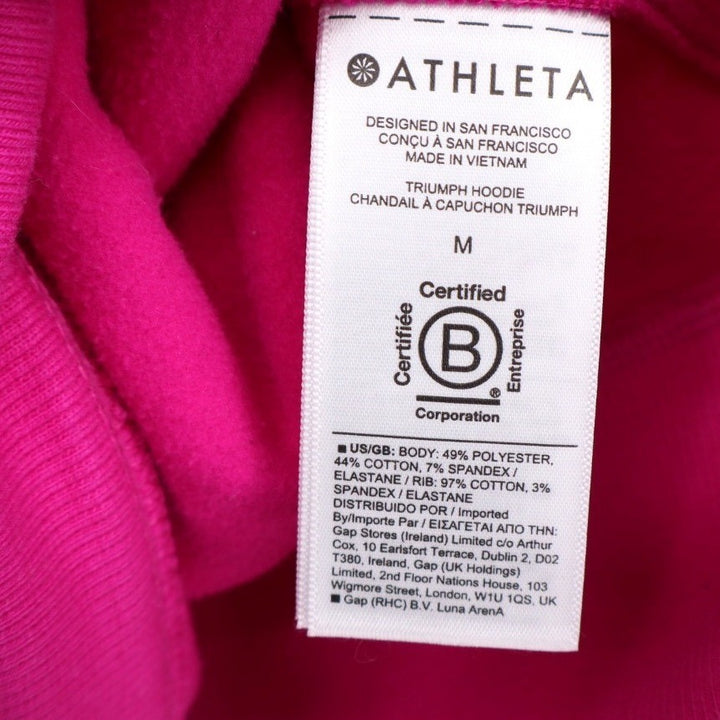 ATHLETA
DESIGNED IN SAN FRANCISCO
CONÇU À SAN FRANCISCO
MADE IN VIETNAM
TRIUMPH HOODIE
CHANDAIL À CAPUCHON TRIUMPH
M
Certified
Certifiée
B
Entreprise
®
Corporation
■ US/GB: BODY: 49% POLYESTER,
44% COTTON, 7% SPANDEX /
ELASTANE / RIB: 97% COTTON, 3%
SPANDEX / ELASTANE
DISTRIBUIDO POR / Imported
By/Importe Par / ΕΙΣΑΓΕΤΑΙ ΑΠΟ ΤΗΝ:
Gap Stores (Ireland) Limited c/o Arthur
Cox, 10 Earlsfort Terrace, Dublin 2, D02
T380, Ireland, Gap (UK Holdings)
Limited, 2nd Floor Nations House, 103
Wigmore Street, London, W1U 1QS, UK
■ Gap (RHC) B.V. Luna ArenA